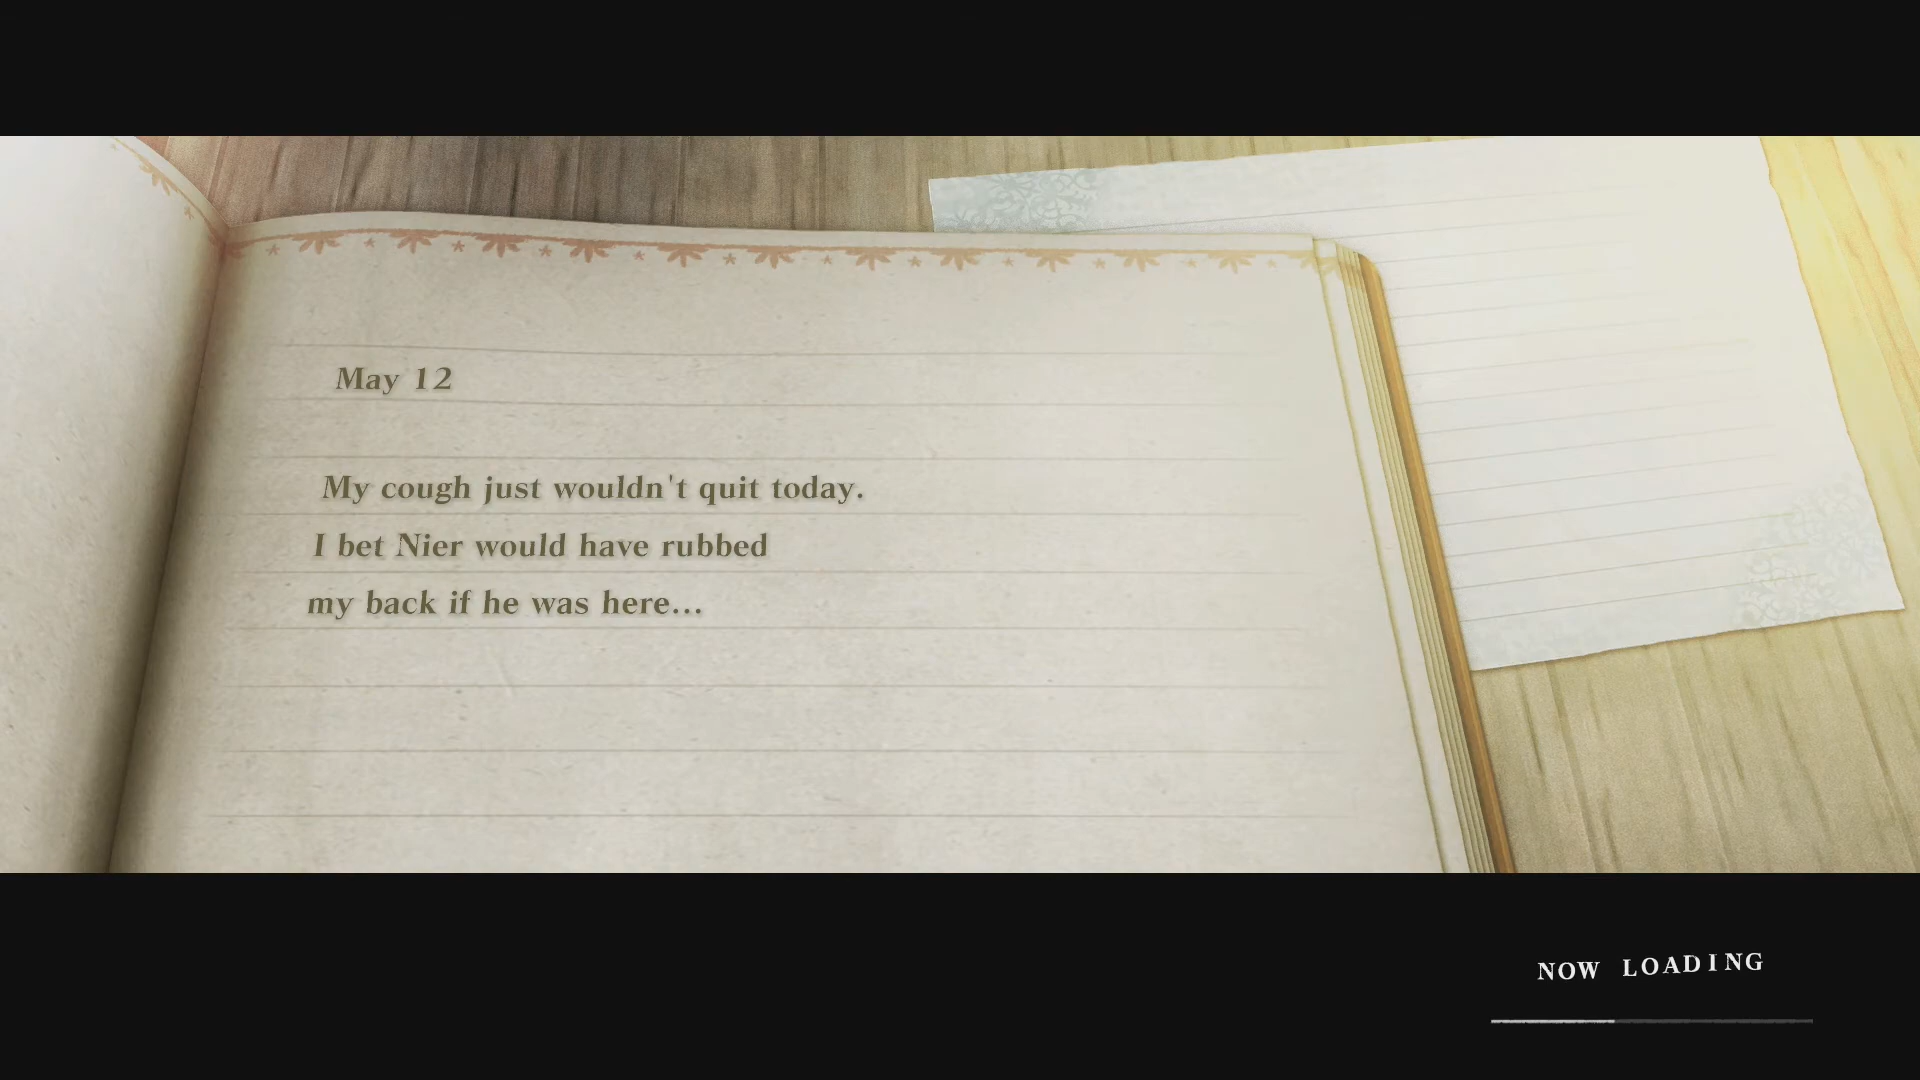 May 12
My cough just wouldn't quit today.
I bet Nier would have rubbed
my back if he was here...
NOW LOADING